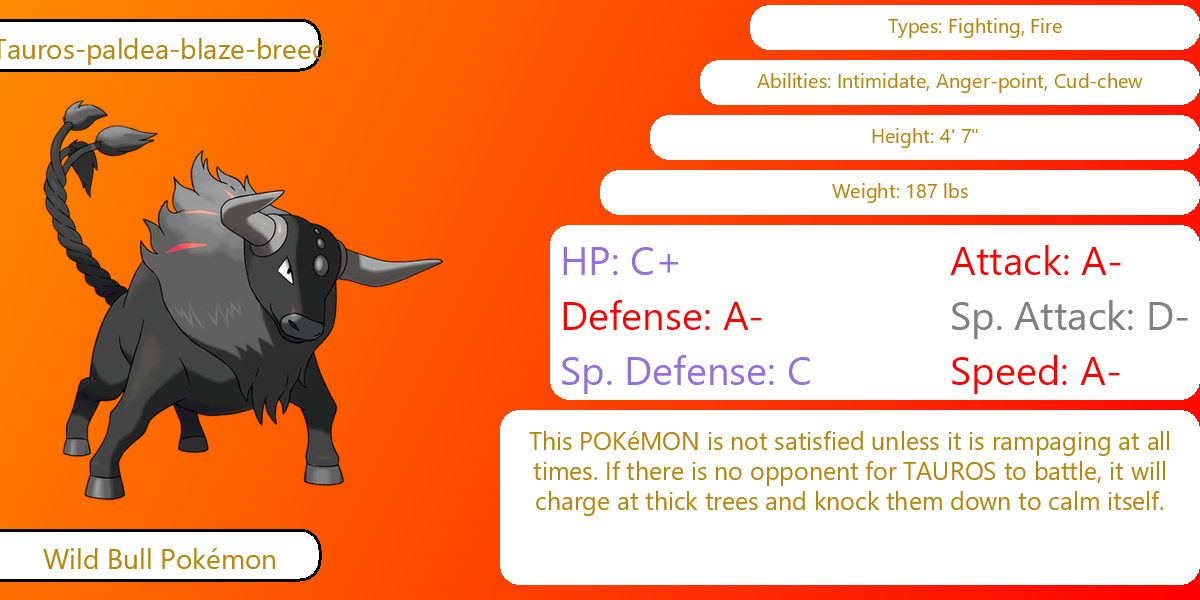 Tauros-paldea-blaze-breed
Types: Fighting, Fire
Abilities: Intimidate, Anger-point, Cud-chew
Height: 4' 7"
Weight: 187 lbs
HP: C+
Attack: A-
Defense: A-
Sp. Attack: D-
Sp. Defense: C
Speed: A-
This POKéMON is not satisfied unless it is rampaging at all
times. If there is no opponent for TAUROS to battle, it will
charge at thick trees and knock them down to calm itself.
Wild Bull Pokémon